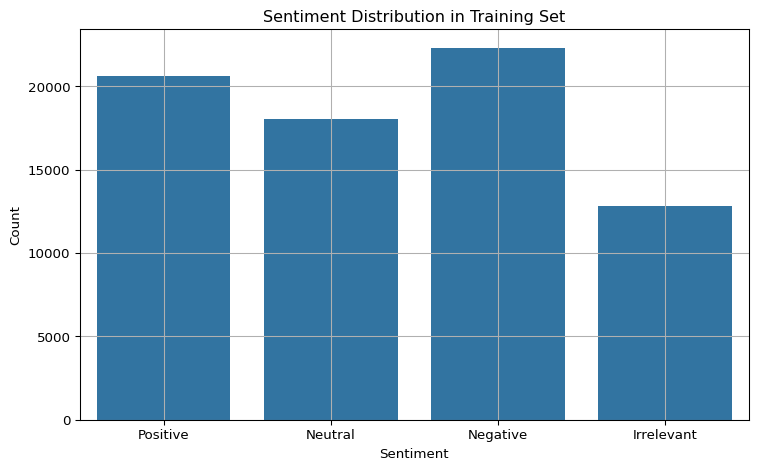 Sentiment Distribution in Training Set
20000
15000
10000
5000
0
Count
Positive
Neutral
Negative
Irrelevant
Sentiment